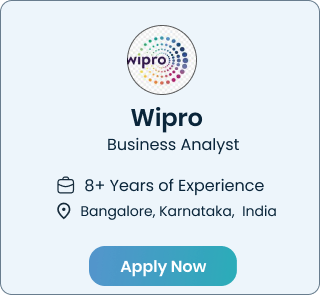 wipro
Wipro
Business Analyst
8+ Years of Experience
Bangalore, Karnataka, India
Apply Now